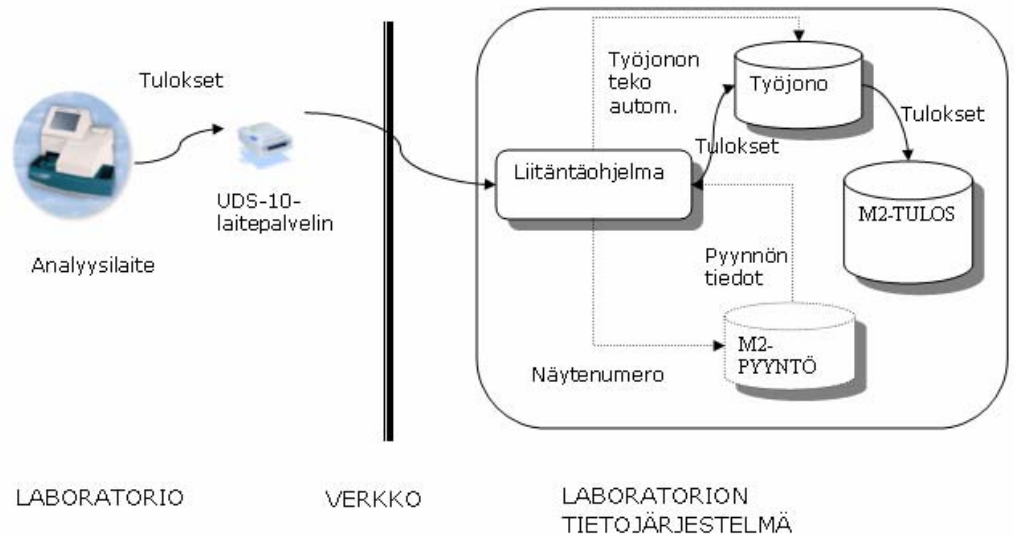 Tulokset
UDS-10-
laitepalvelin
Analyysilaite
Työjonon
teko
autom.
Työjono
Tulokset
Tulokset
Liitäntäohjelma
M2-TULOS
Pyynnön
tiedot
M2-
PYYNTÖ
Näytenumero
LABORATORIO
VERKKO
LABORATORION
TIETOJÄRJESTELMÄ